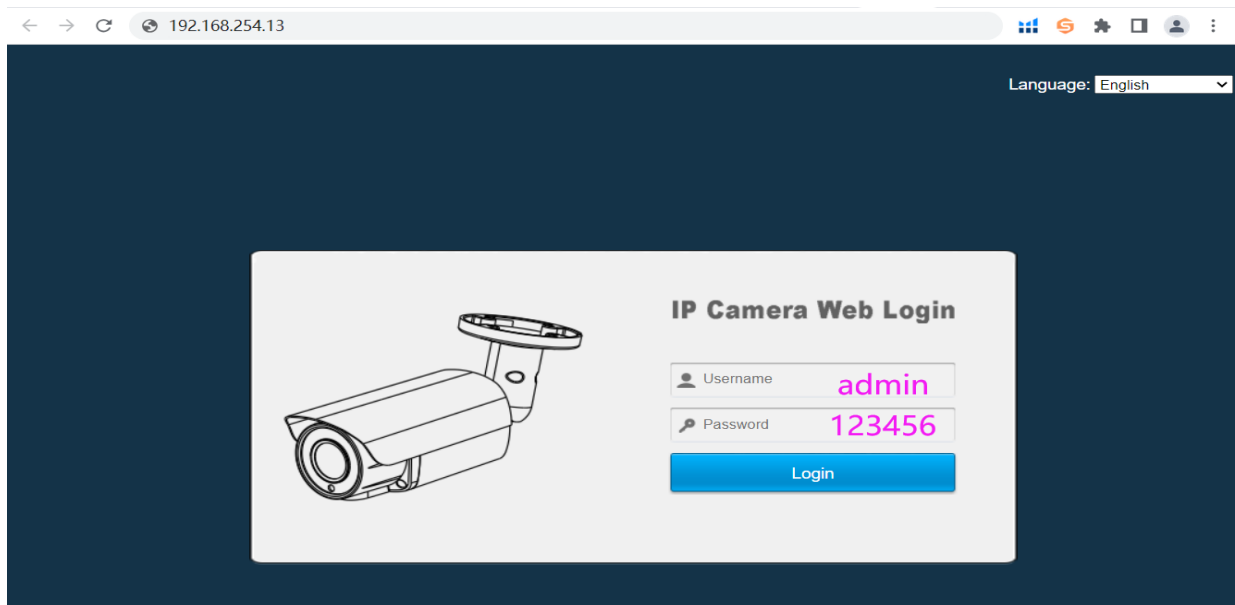 192.168.254.13
Language: English
IP Camera Web Login
Username admin
Password 123456
Login